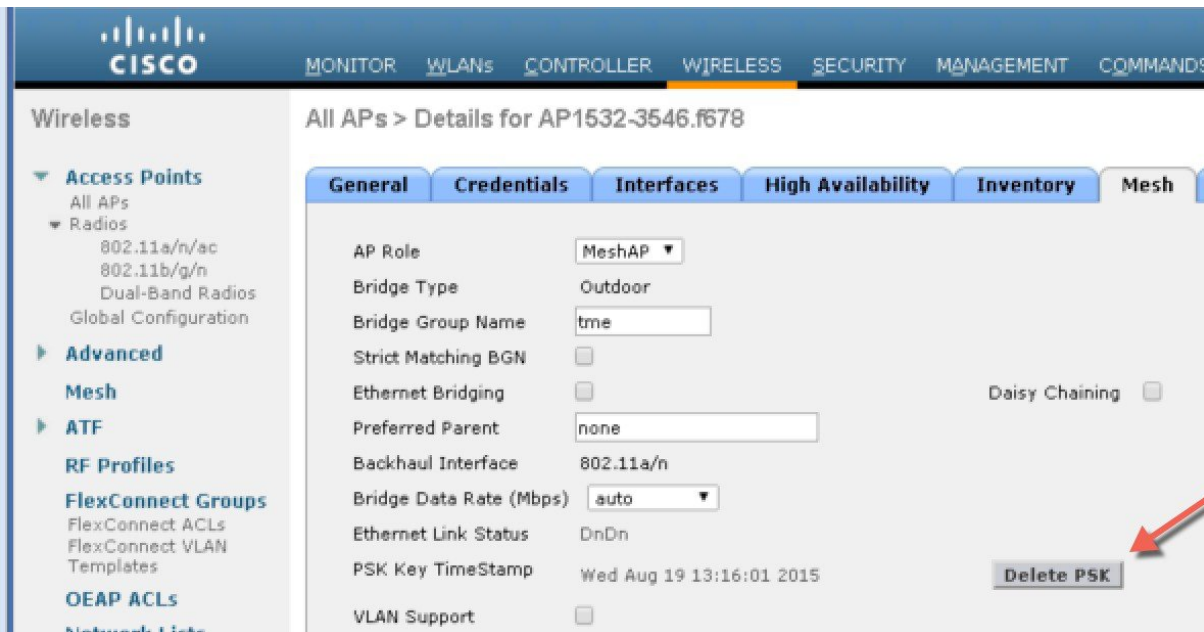 CISCO
MONITOR WLANs CONTROLLER WIRELESS SECURITY MANAGEMENT COMMANDS
Wireless
Access Points
All APs
Radios
802.11a/n/ac
802.11b/g/n
Dual-Band Radios
Global Configuration
Advanced
Mesh
ATF
RF Profiles
FlexConnect Groups
FlexConnect ACLs
FlexConnect VLAN
Templates
OEAP ACLs
Network Lists
All APs > Details for AP1532-3546.f678
General Credentials Interfaces High Availability Inventory Mesh
AP Role MeshAP
Bridge Type Outdoor
Bridge Group Name tme
Strict Matching BGN
Ethernet Bridging Daisy Chaining
Preferred Parent none
Backhaul Interface 802.11a/n
Bridge Data Rate (Mbps) auto
Ethernet Link Status DnDn
PSK Key TimeStamp Wed Aug 19 13:16:01 2015 Delete PSK
VLAN Support